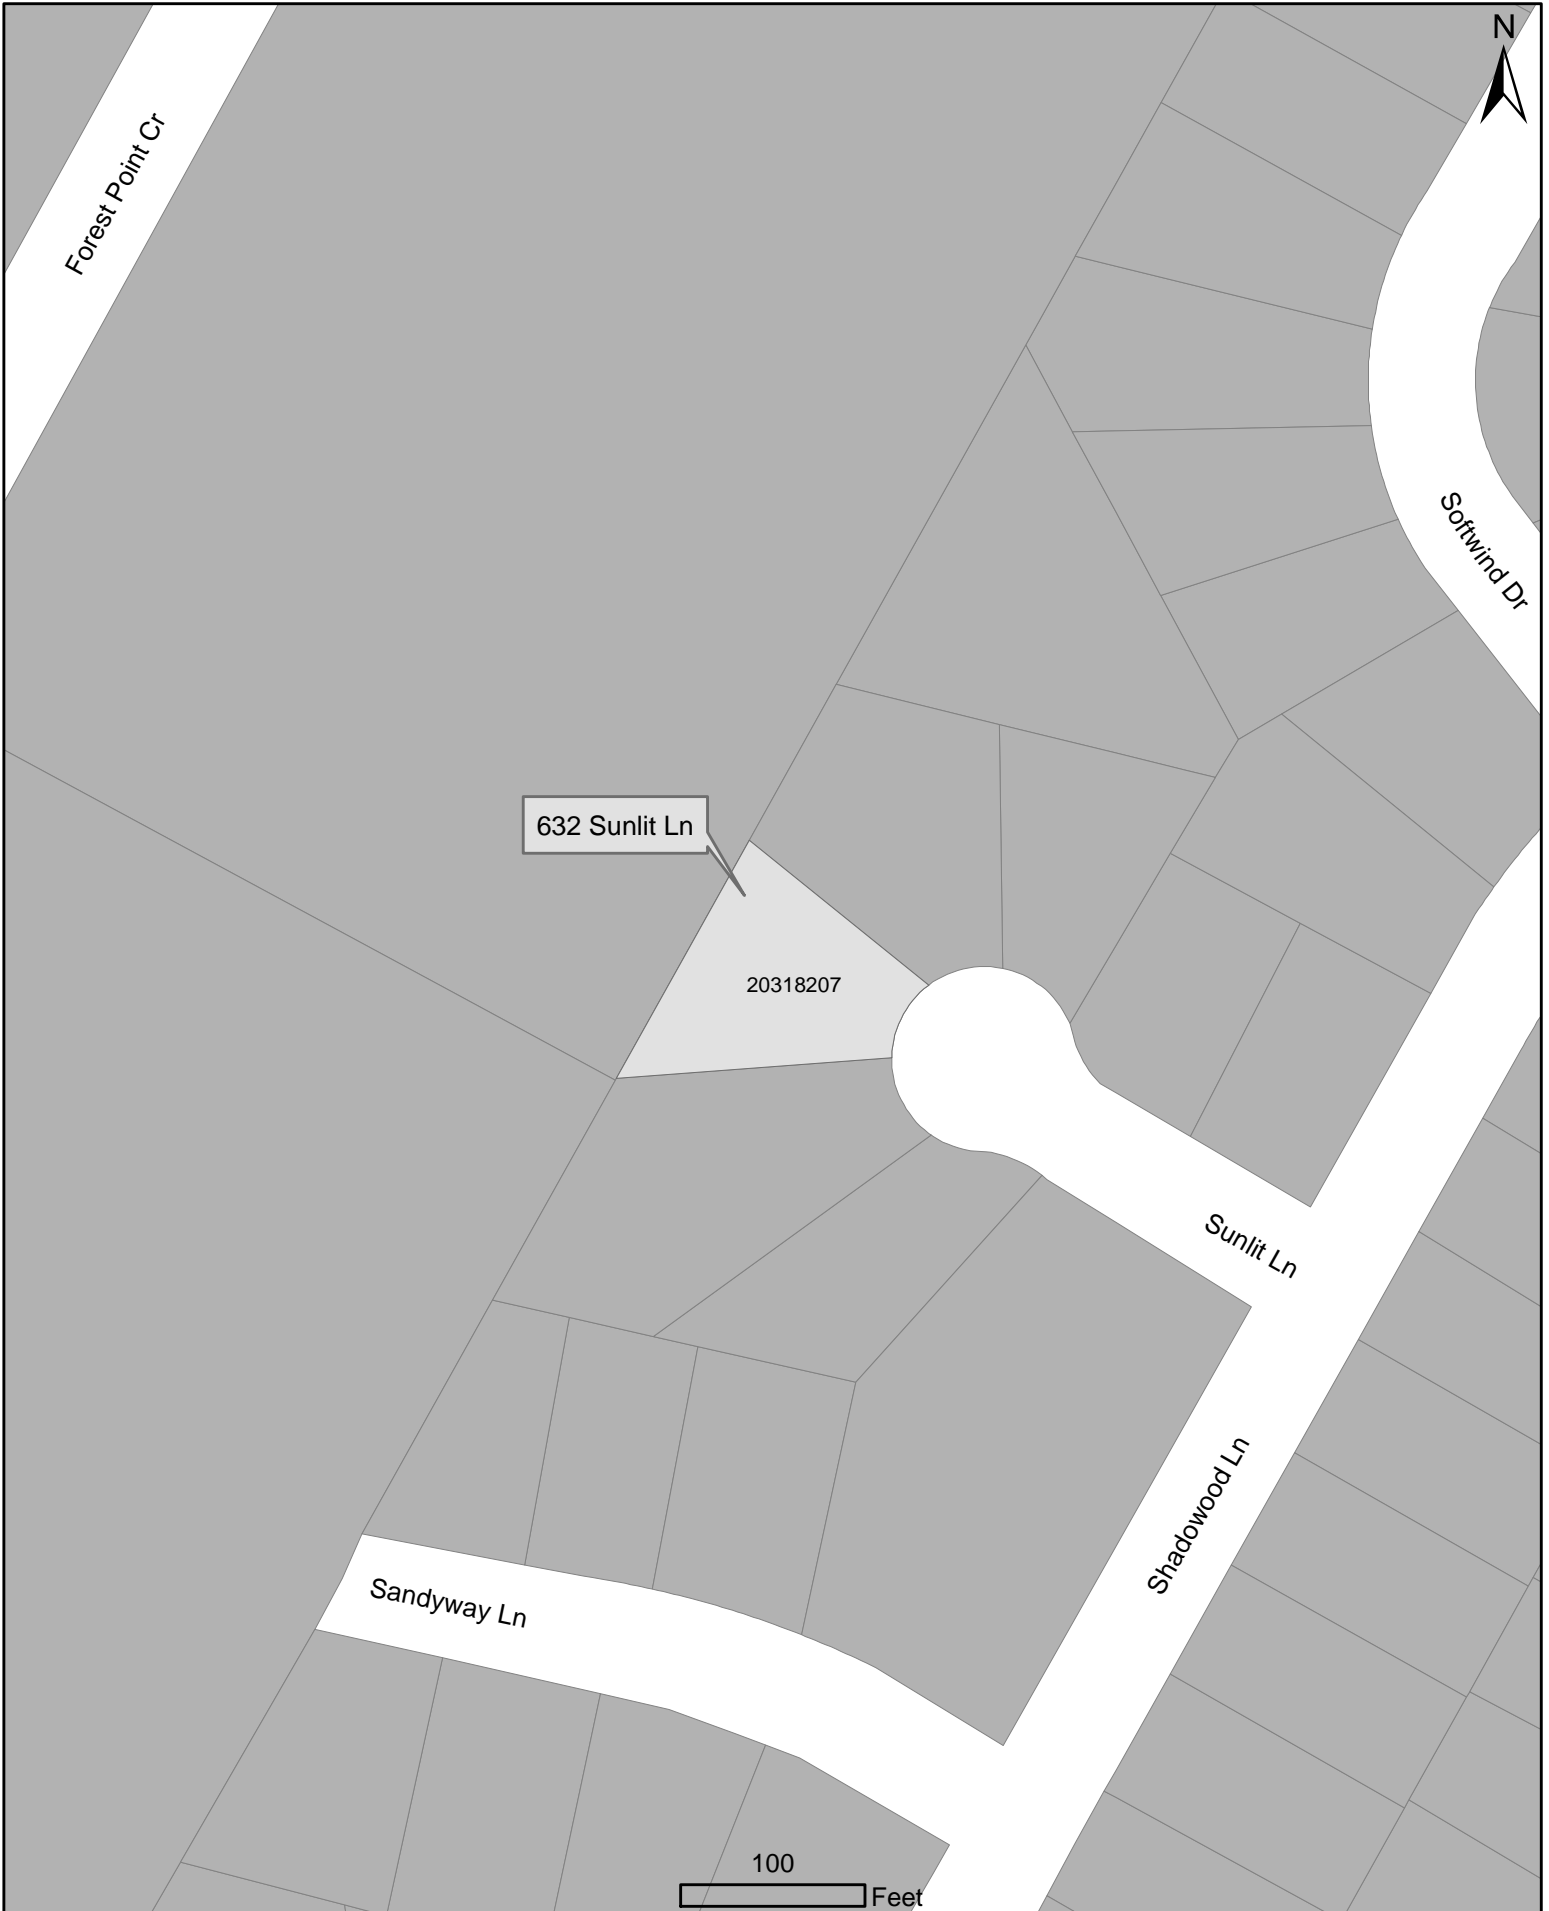 N
Forest Point Cr
Softwind Dr
632 Sunlit Ln
20318207
Sunlit Ln
Shadowood Ln
Sandyway Ln
100
Feet